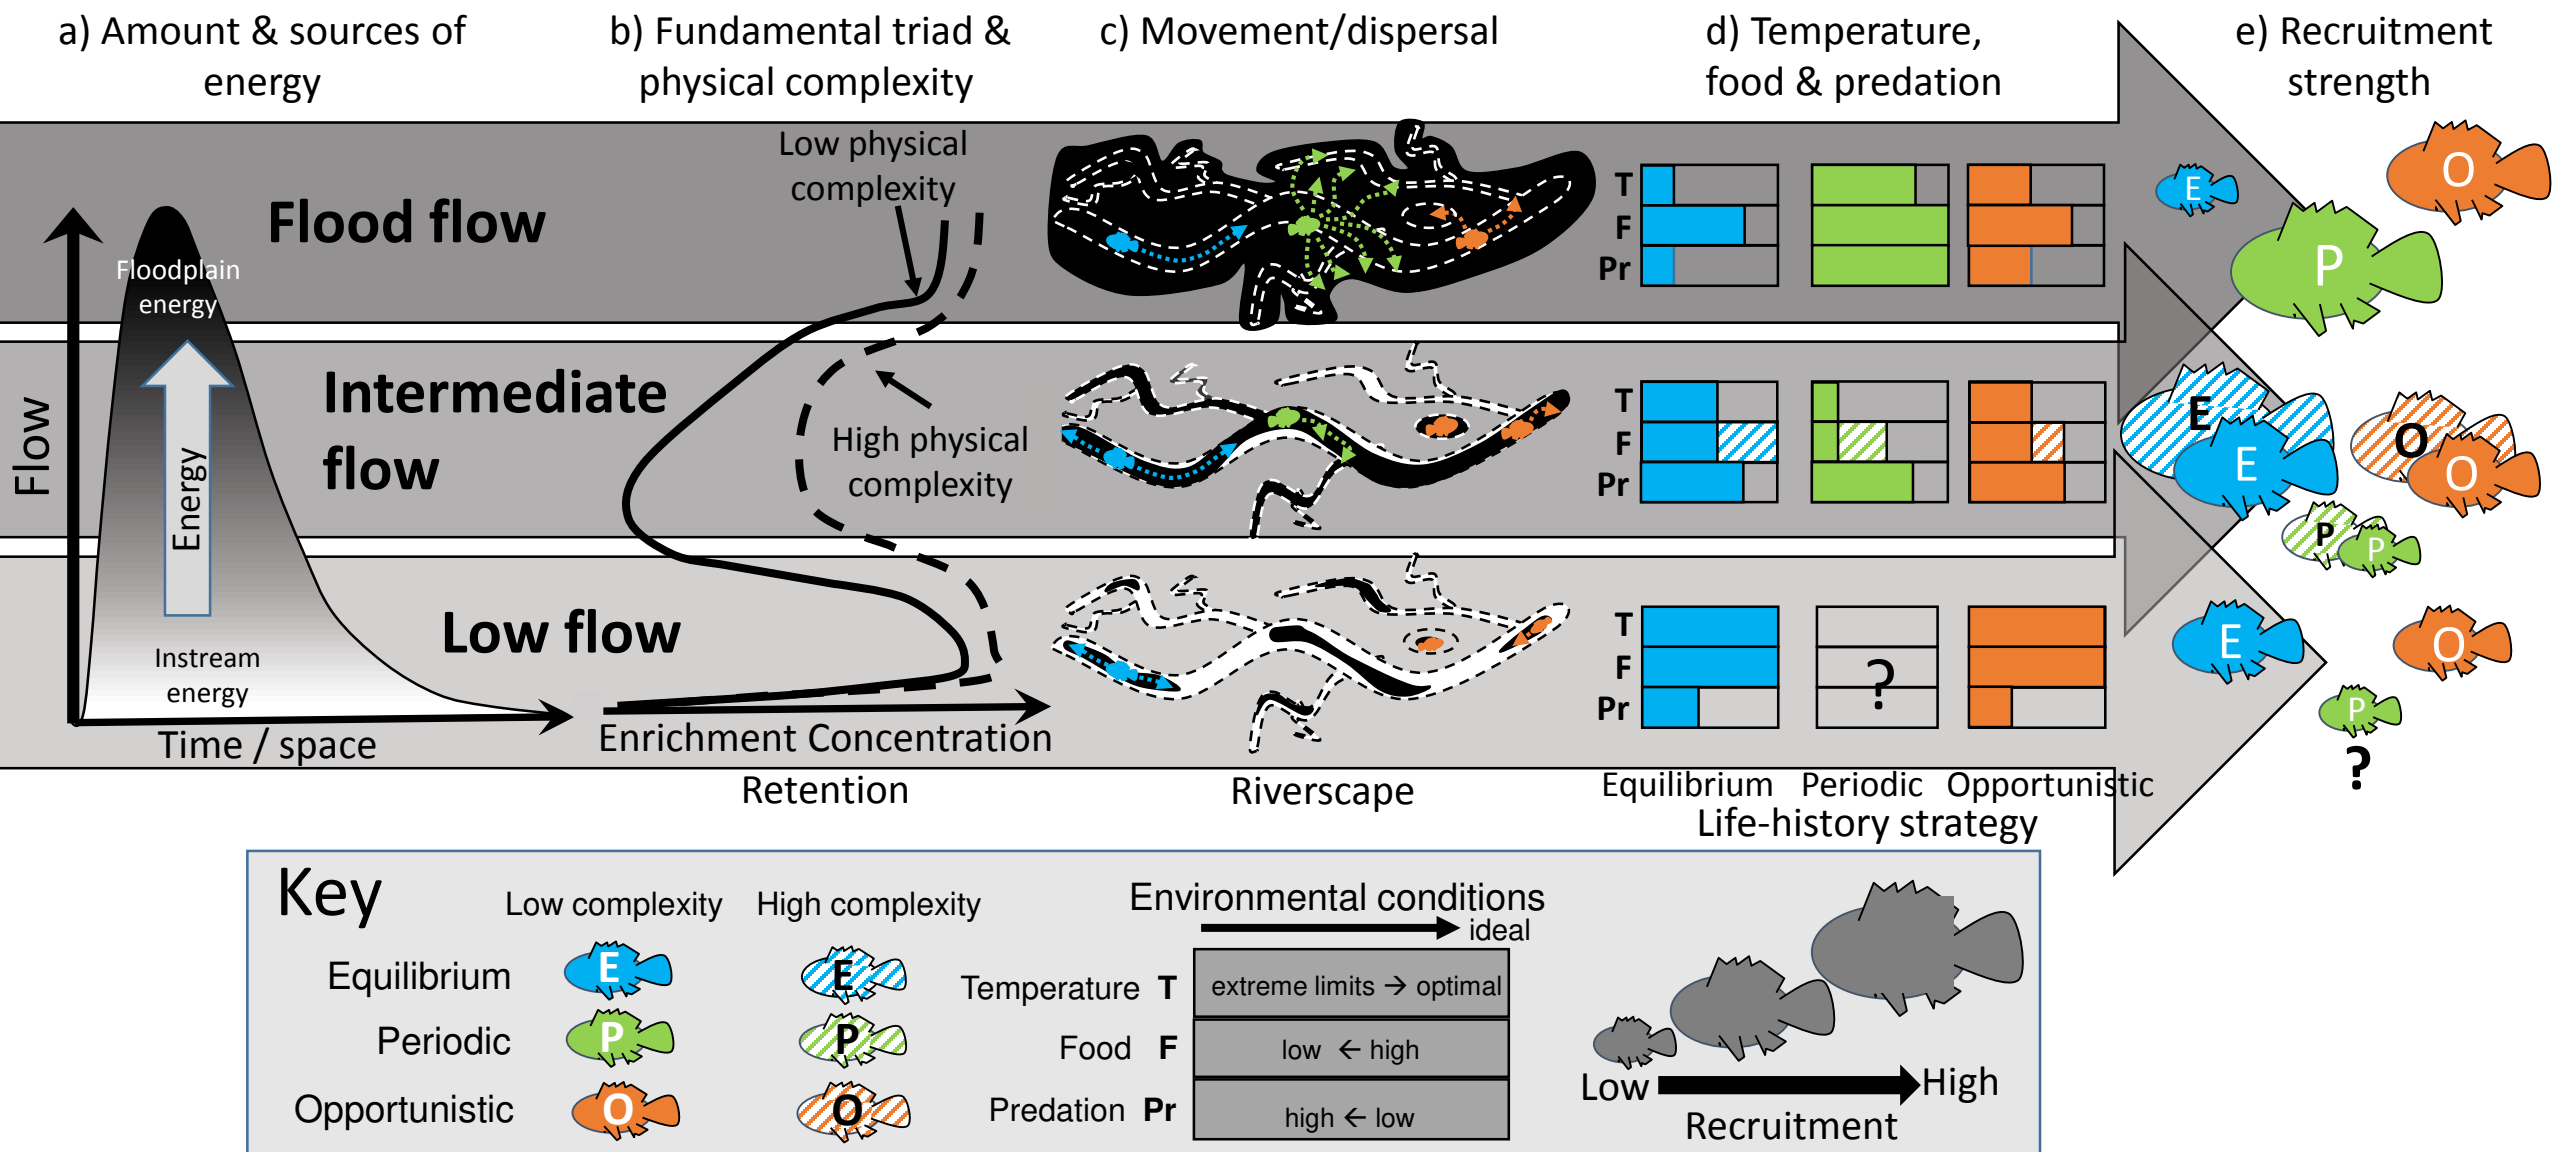 a) Amount & sources of
energy
b) Fundamental triad &
physical complexity
c) Movement/dispersal
d) Temperature,
food & predation
e) Recruitment
strength
Flood flow
Floodplain
energy
Low physical
complexity
T
F
Pr
E
O
P
Flow
Energy
Intermediate
flow
High physical
complexity
T
F
Pr
E
E
O
O
P
P
Instream
energy
Low flow
T
F
Pr
?
E
O
P
?
Time / space
Enrichment Concentration
Retention
Riverscape
Equilibrium Periodic Opportunistic
Life-history strategy
Key
Low complexity High complexity
Equilibrium E E
Periodic P P
Opportunistic O O
Environmental conditions
ideal
Temperature T extreme limits → optimal
Food F low ← high
Predation Pr high ← low
Low High
Recruitment